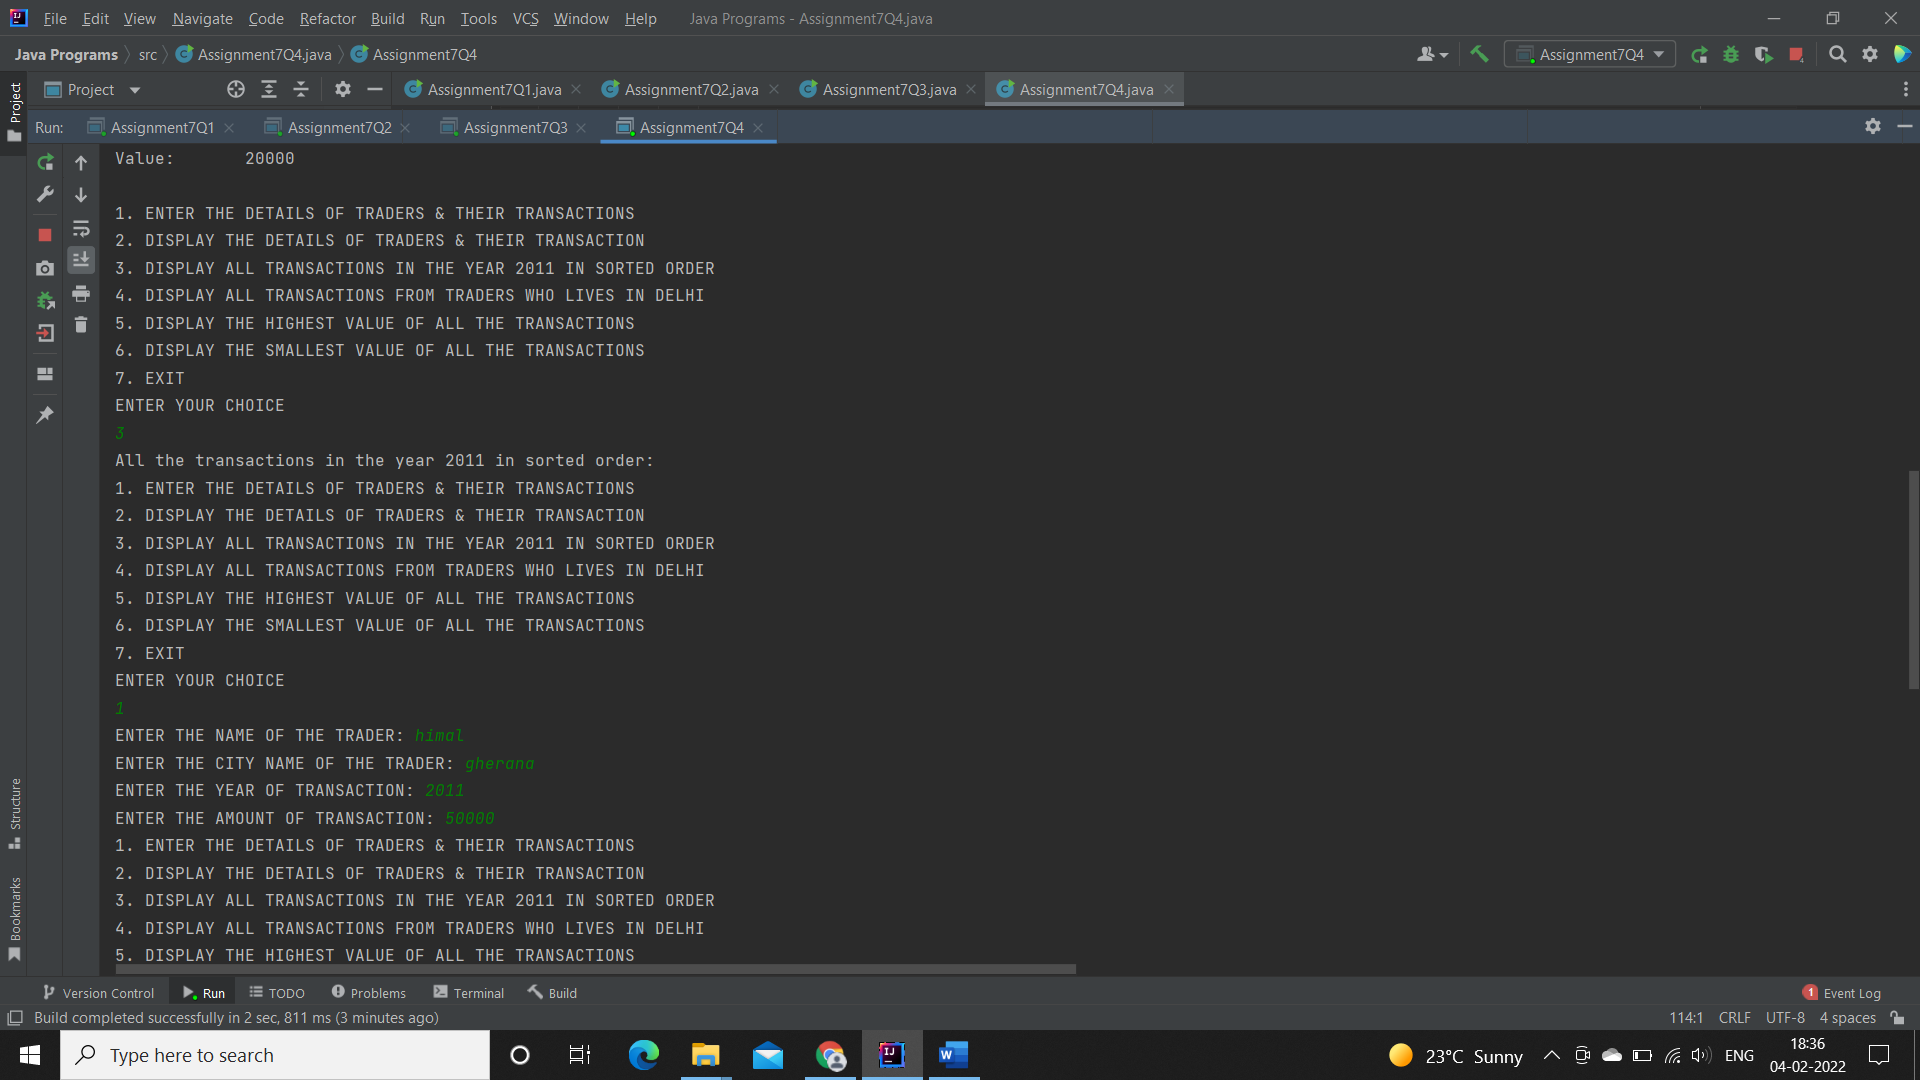 File Edit View Navigate Code Refactor Build Run Tools VCS Window Help Java Programs - Assignment7Q4.java
Java Programs src Assignment7Q4.java Assignment7Q4 Assignment7Q4
Project Assignment7Q1.java Assignment7Q2.java Assignment7Q3.java Assignment7Q4.java
Project
Run: Assignment7Q1 Assignment7Q2 Assignment7Q3 Assignment7Q4
Value: 20000
1. ENTER THE DETAILS OF TRADERS & THEIR TRANSACTIONS
2. DISPLAY THE DETAILS OF TRADERS & THEIR TRANSACTION
3. DISPLAY ALL TRANSACTIONS IN THE YEAR 2011 IN SORTED ORDER
4. DISPLAY ALL TRANSACTIONS FROM TRADERS WHO LIVES IN DELHI
5. DISPLAY THE HIGHEST VALUE OF ALL THE TRANSACTIONS
6. DISPLAY THE SMALLEST VALUE OF ALL THE TRANSACTIONS
7. EXIT
ENTER YOUR CHOICE
3
All the transactions in the year 2011 in sorted order:
1. ENTER THE DETAILS OF TRADERS & THEIR TRANSACTIONS
2. DISPLAY THE DETAILS OF TRADERS & THEIR TRANSACTION
3. DISPLAY ALL TRANSACTIONS IN THE YEAR 2011 IN SORTED ORDER
4. DISPLAY ALL TRANSACTIONS FROM TRADERS WHO LIVES IN DELHI
5. DISPLAY THE HIGHEST VALUE OF ALL THE TRANSACTIONS
6. DISPLAY THE SMALLEST VALUE OF ALL THE TRANSACTIONS
7. EXIT
ENTER YOUR CHOICE
1
ENTER THE NAME OF THE TRADER: himal
ENTER THE CITY NAME OF THE TRADER: gherana
ENTER THE YEAR OF TRANSACTION: 2011
ENTER THE AMOUNT OF TRANSACTION: 50000
1. ENTER THE DETAILS OF TRADERS & THEIR TRANSACTIONS
2. DISPLAY THE DETAILS OF TRADERS & THEIR TRANSACTION
3. DISPLAY ALL TRANSACTIONS IN THE YEAR 2011 IN SORTED ORDER
4. DISPLAY ALL TRANSACTIONS FROM TRADERS WHO LIVES IN DELHI
5. DISPLAY THE HIGHEST VALUE OF ALL THE TRANSACTIONS
Structure
Bookmarks
Version Control Run TODO Problems Terminal Build 1 Event Log
Build completed successfully in 2 sec, 811 ms (3 minutes ago) 114:1 CRLF UTF-8 4 spaces
Type here to search 23°C Sunny ENG 18:36
04-02-2022